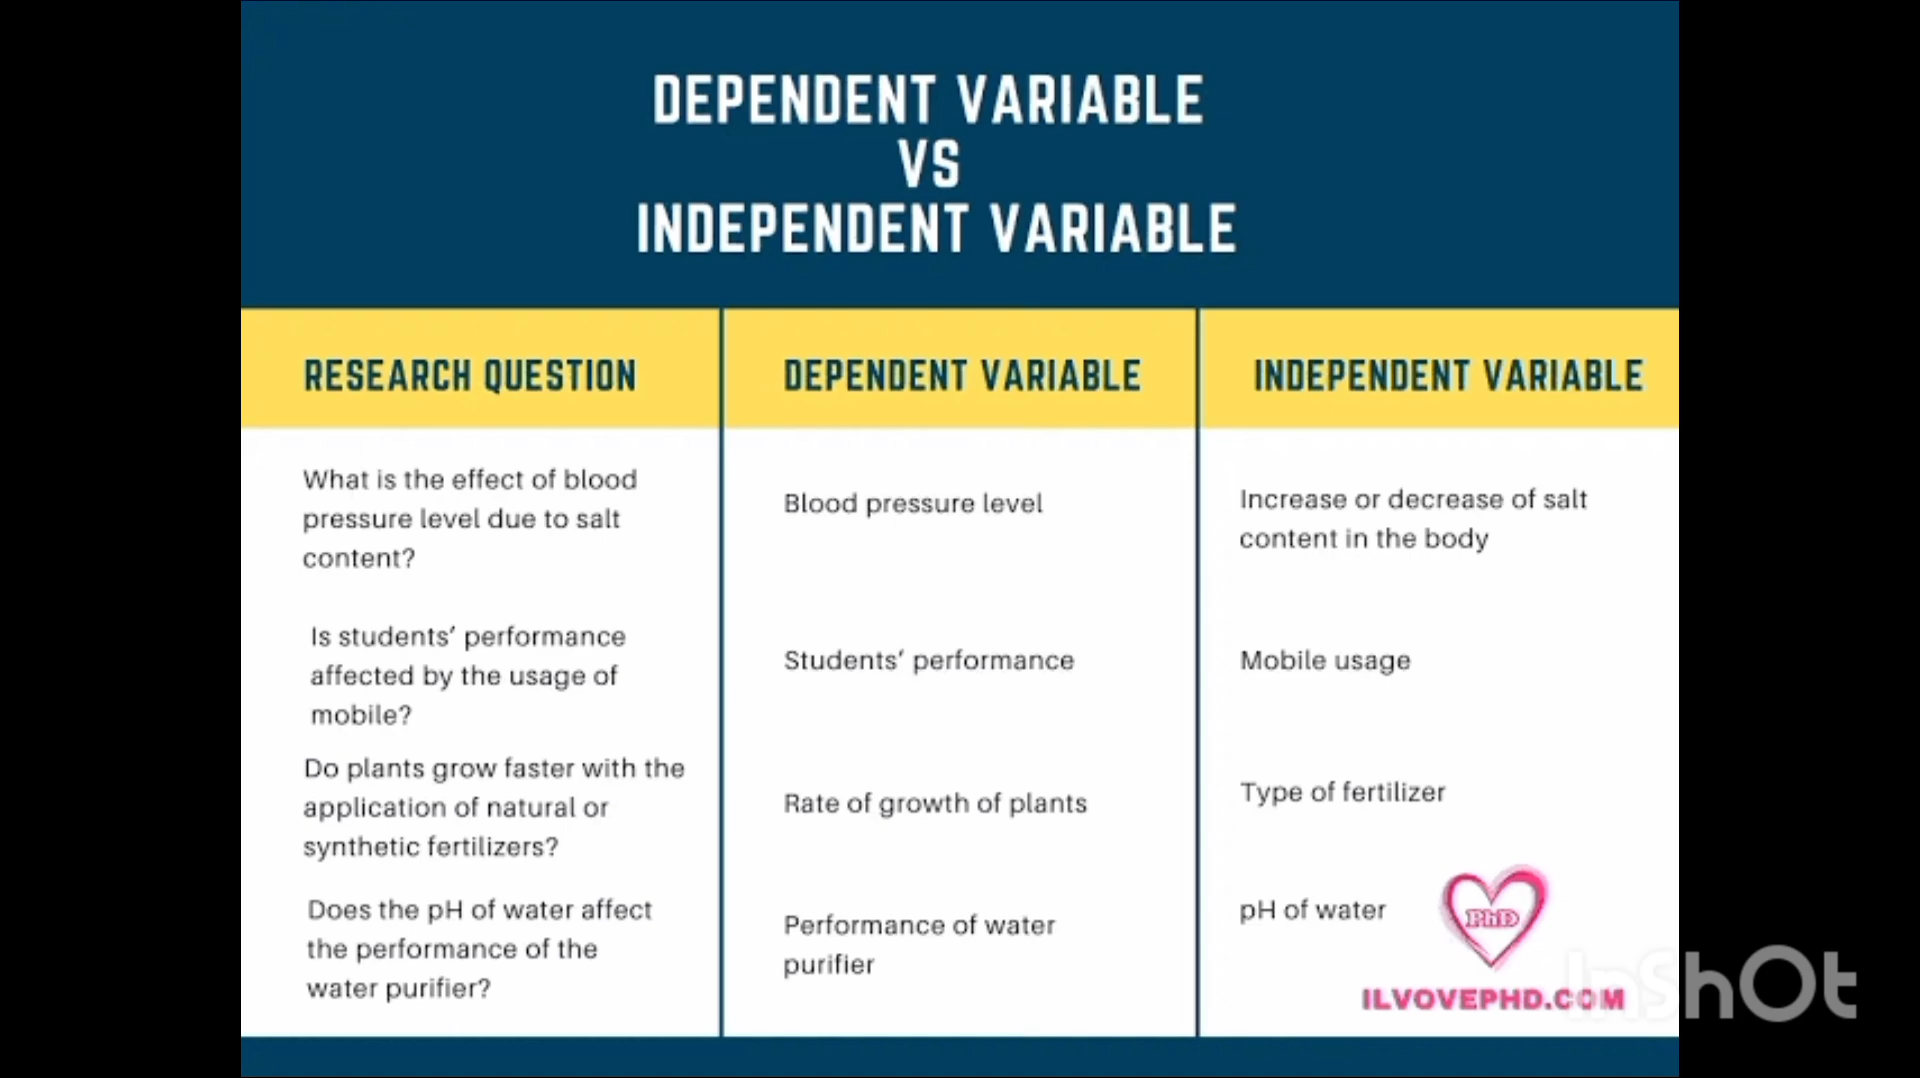 DEPENDENT VARIABLE
VS
INDEPENDENT VARIABLE
RESEARCH QUESTION
DEPENDENT VARIABLE
INDEPENDENT VARIABLE
What is the effect of blood
pressure level due to salt
content?
Blood pressure level
Increase or decrease of salt
content in the body
Is students’ performance
affected by the usage of
mobile?
Students’ performance
Mobile usage
Do plants grow faster with the
application of natural or
synthetic fertilizers?
Rate of growth of plants
Type of fertilizer
Does the pH of water affect
the performance of the
water purifier?
Performance of water
purifier
pH of water
PhD
ILVOVEPHD.COM
InShOt